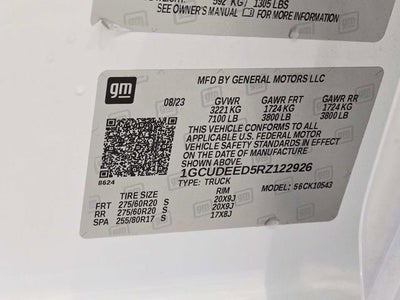 592 KG 1305 LBS
SEE OWNER'S MANUAL FOR MORE INFORMATION
gm
MFD BY GENERAL MOTORS LLC
08/23 GVWR GAWR FRT GAWR RR
3221 KG 1724 KG 1724 KG
7100 LB 3800 LB 3800 LB
THIS VEHICLE CONFORMS TO ALL
APPLICABLE U.S. FEDERAL MOTOR
VEHICLE SAFETY STANDARDS IN
EFFECT ON THE DATE OF MANUFACTURE
SHOWN ABOVE.
1GCUDEED5RZ122926
8624
TYPE: TRUCK MODEL: 56CK10543
TIRE SIZE RIM
FRT 275/60R20 S 20X9J
RR 275/60R20 S 20X9J
SPA 255/80R17 S 17X8J